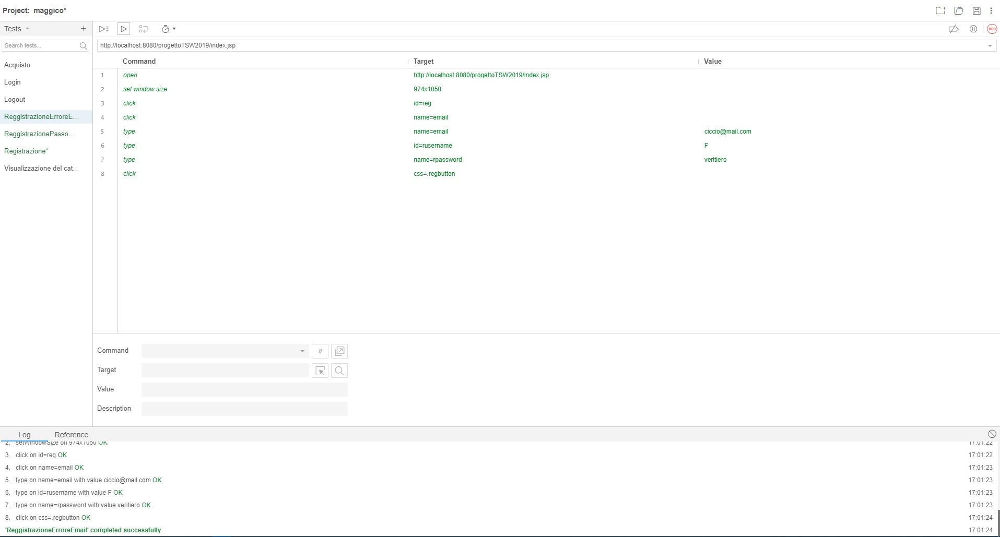 Project: maggico*
Tests
Search tests...
Acquisto
Login
Logout
ReggistrazioneErroreE...
ReggistrazionePasso...
Registrazione*
Visualizzazione del cat...
REC
http://localhost:8080/progettoTSW2019/index.jsp
Command Target Value
1 open http://localhost:8080/progettoTSW2019/index.jsp
2 set window size 974x1050
3 click id=reg
4 click name=email
5 type name=email ciccio@mail.com
6 type id=rusername F
7 type name=rpassword veritiero
8 click css=.regbutton
Command //
Target
Value
Description
Log Reference
2. setWindowSize on 974x1050 OK 17:01:22
3. click on id=reg OK 17:01:22
4. click on name=email OK 17:01:23
5. type on name=email with value ciccio@mail.com OK 17:01:23
6. type on id=rusername with value F OK 17:01:23
7. type on name=rpassword with value veritiero OK 17:01:23
8. click on css=.regbutton OK 17:01:24
'ReggistrazioneErroreEmail' completed successfully 17:01:24